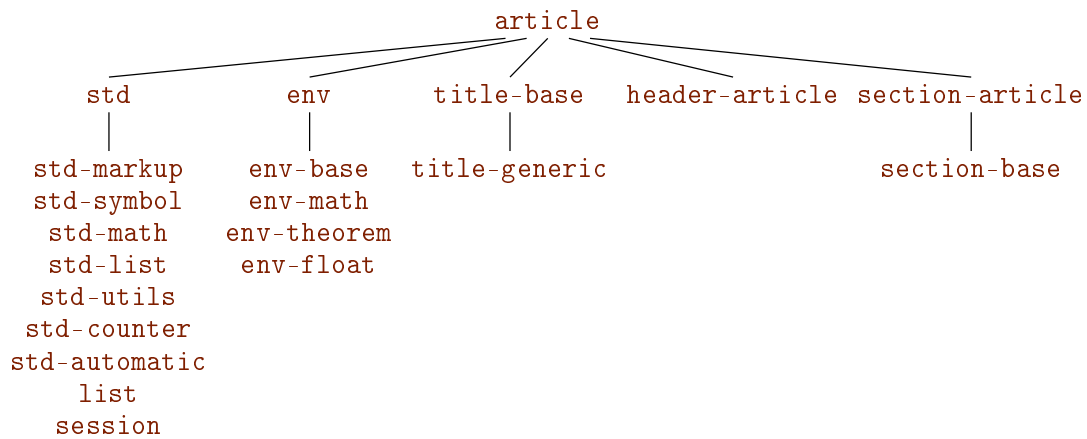 article
std env title-base header-article section-article
std-markup env-base title-generic section-base
std-symbol env-math
std-math env-theorem
std-list env-float
std-utils
std-counter
std-automatic
list
session